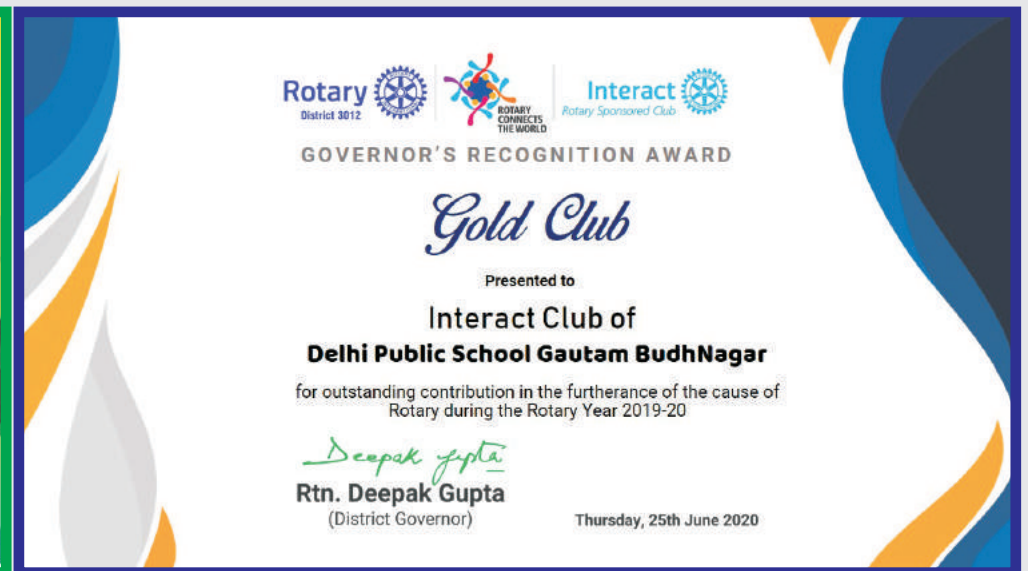 Rotary
District 3012
ROTARY
CONNECTS
THE WORLD
Interact
Rotary Sponsored Club
GOVERNOR'S RECOGNITION AWARD
Gold Club
Presented to
Interact Club of
Delhi Public School Gautam BudhNagar
for outstanding contribution in the furtherance of the cause of
Rotary during the Rotary Year 2019-20
Deepak Gupta
Rtn. Deepak Gupta
(District Governor)
Thursday, 25th June 2020